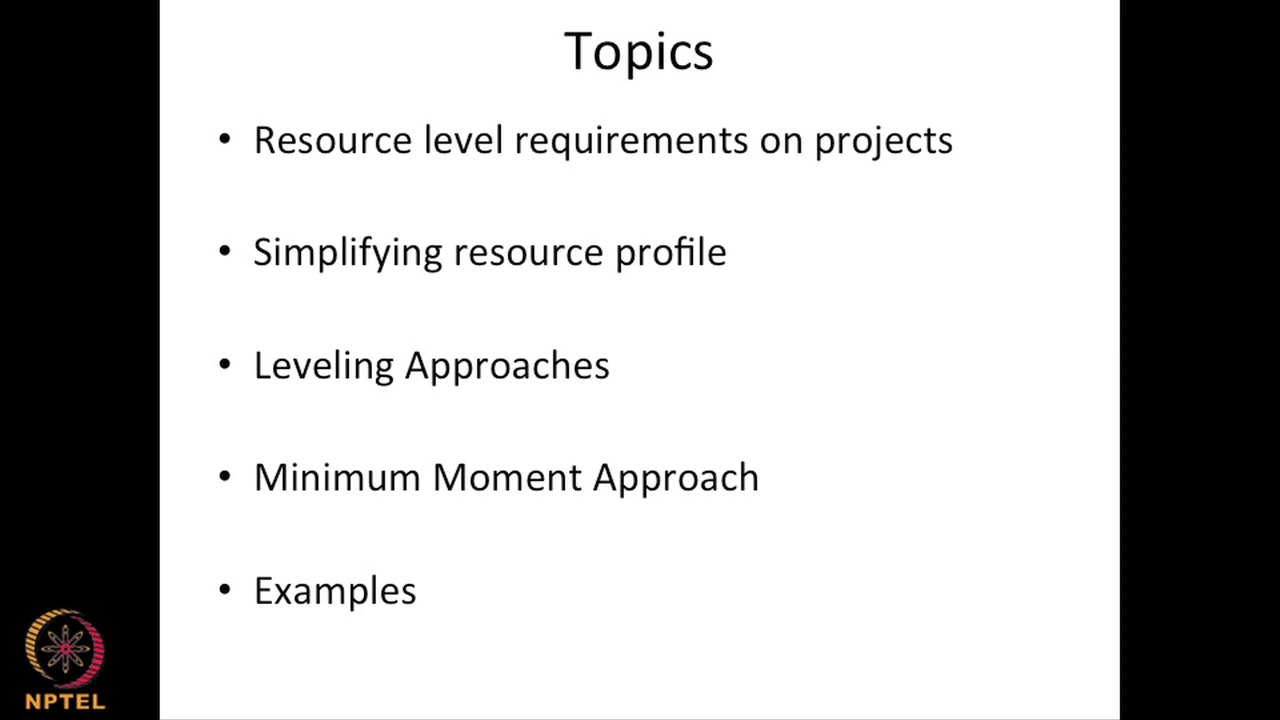 Topics
• Resource level requirements on projects
• Simplifying resource profile
• Leveling Approaches
• Minimum Moment Approach
• Examples
NPTEL